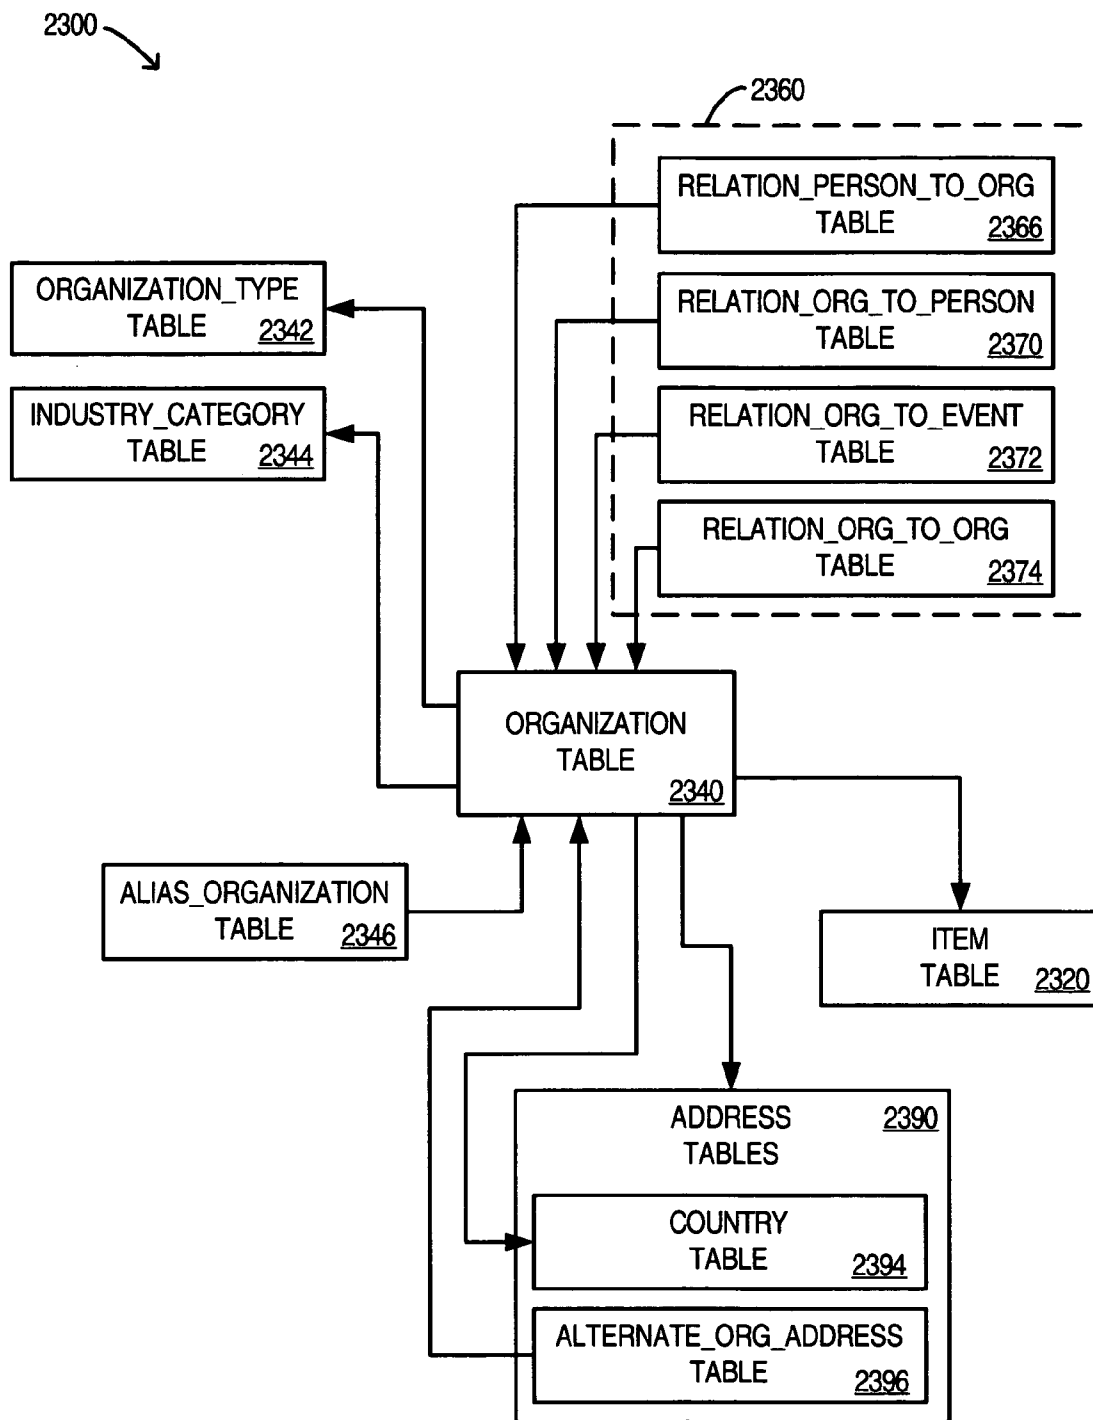 2300
2360
RELATION_PERSON_TO_ORG
TABLE
2366
RELATION_ORG_TO_PERSON
TABLE
2370
RELATION_ORG_TO_EVENT
TABLE
2372
RELATION_ORG_TO_ORG
TABLE
2374
ORGANIZATION_TYPE
TABLE
2342
INDUSTRY_CATEGORY
TABLE
2344
ORGANIZATION
TABLE
2340
ALIAS_ORGANIZATION
TABLE
2346
ITEM
TABLE
2320
ADDRESS
TABLES
2390
COUNTRY
TABLE
2394
ALTERNATE_ORG_ADDRESS
TABLE
2396